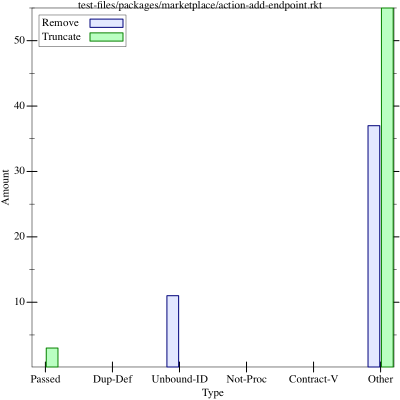 test-files/packages/marketplace/action-add-endpoint.rkt
Remove
Truncate
50
40
30
20
10
Amount
Passed Dup-Def Unbound-ID Not-Proc Contract-V Other
Type